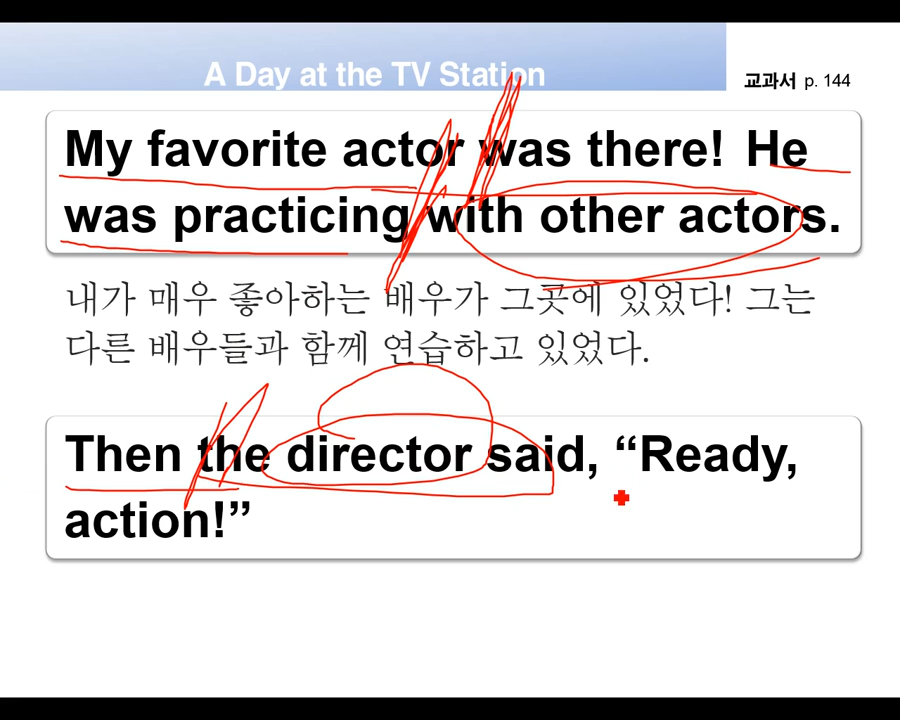 A Day at the TV Station
교과서 p. 144
My favorite actor was there! He
was practicing with other actors.
내가 매우 좋아하는 배우가 그곳에 있었다! 그는
다른 배우들과 함께 연습하고 있었다.
Then the director said, “Ready,
action!”